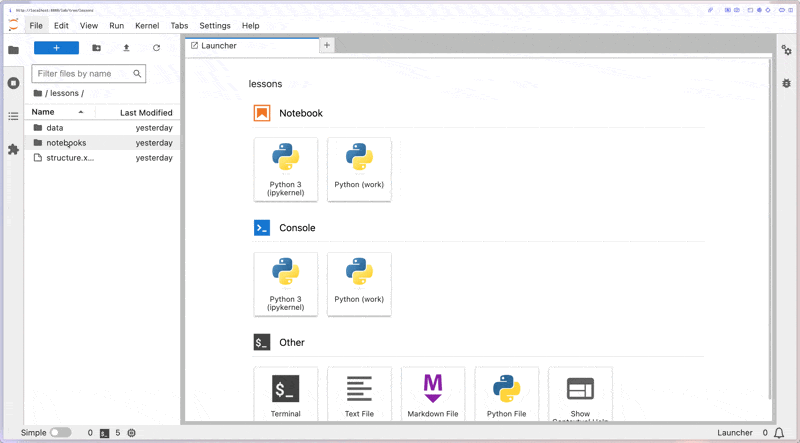 http://localhost:8888/lab/tree/lessons
File Edit View Run Kernel Tabs Settings Help
+
Launcher +
Filter files by name
/ lessons /
Name Last Modified
data yesterday
notebooks yesterday
structure.x... yesterday
lessons
Notebook
Python 3
(ipykernel)
Python (work)
Console
Python 3
(ipykernel)
Python (work)
$_ Other
$_
Terminal
Text File
M
Markdown File
Python File
Show
Contextual Help
Simple 0 $_ 5 Launcher 0